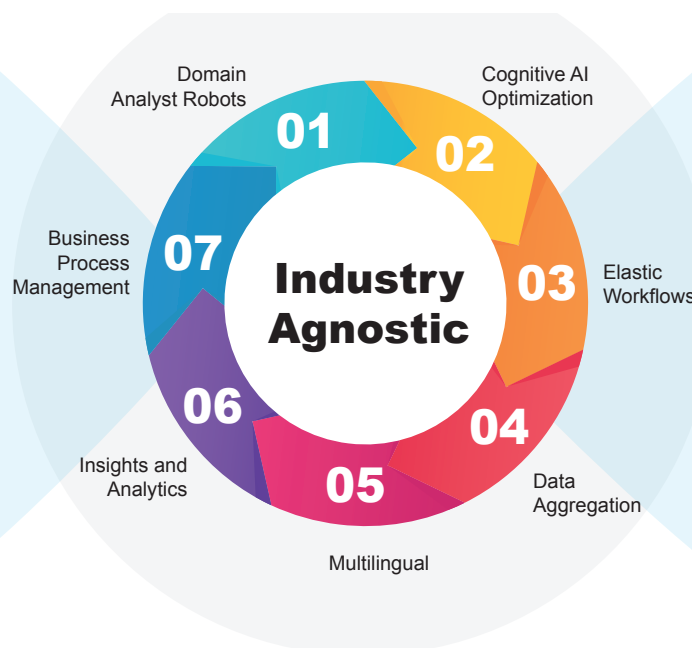 Domain
Analyst Robots
01
Cognitive AI
Optimization
02
Elastic
Workflows
03
Data
Aggregation
04
Multilingual
05
Insights and
Analytics
06
Business
Process
Management
07
Industry
Agnostic